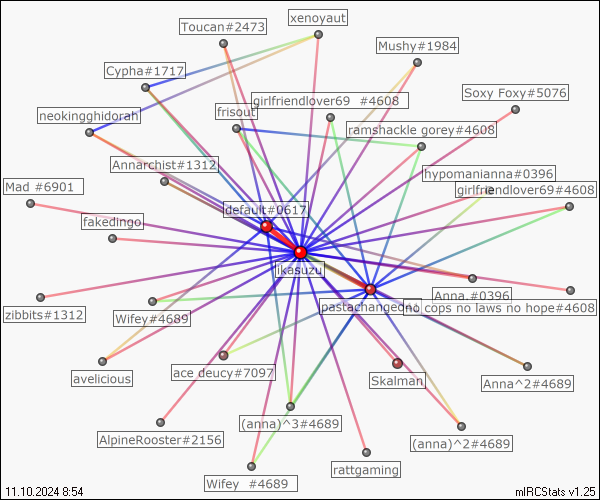 xenoyaut
Toucan#2473
Mushy#1984
Cypha#1717
Soxy Foxy#5076
girlfriendlover69 #4608
neokingghidorah
frisout
ramshackle gorey#4608
Annarchist#1312
hypomanianna#0396
Mad #6901
girlfriendlover69#4608
default#0617
fakedingo
ikasuzu
Anna.#0396
zibbits#1312
Wifey#4689
pastachanged
no cops no laws no hope#4608
avelicious
ace deucy#7097
Skalman
Anna^2#4689
(anna)^3#4689
AlpineRooster#2156
(anna)^2#4689
rattgaming
Wifey #4689
11.10.2024 8:54
mIRCStats v1.25